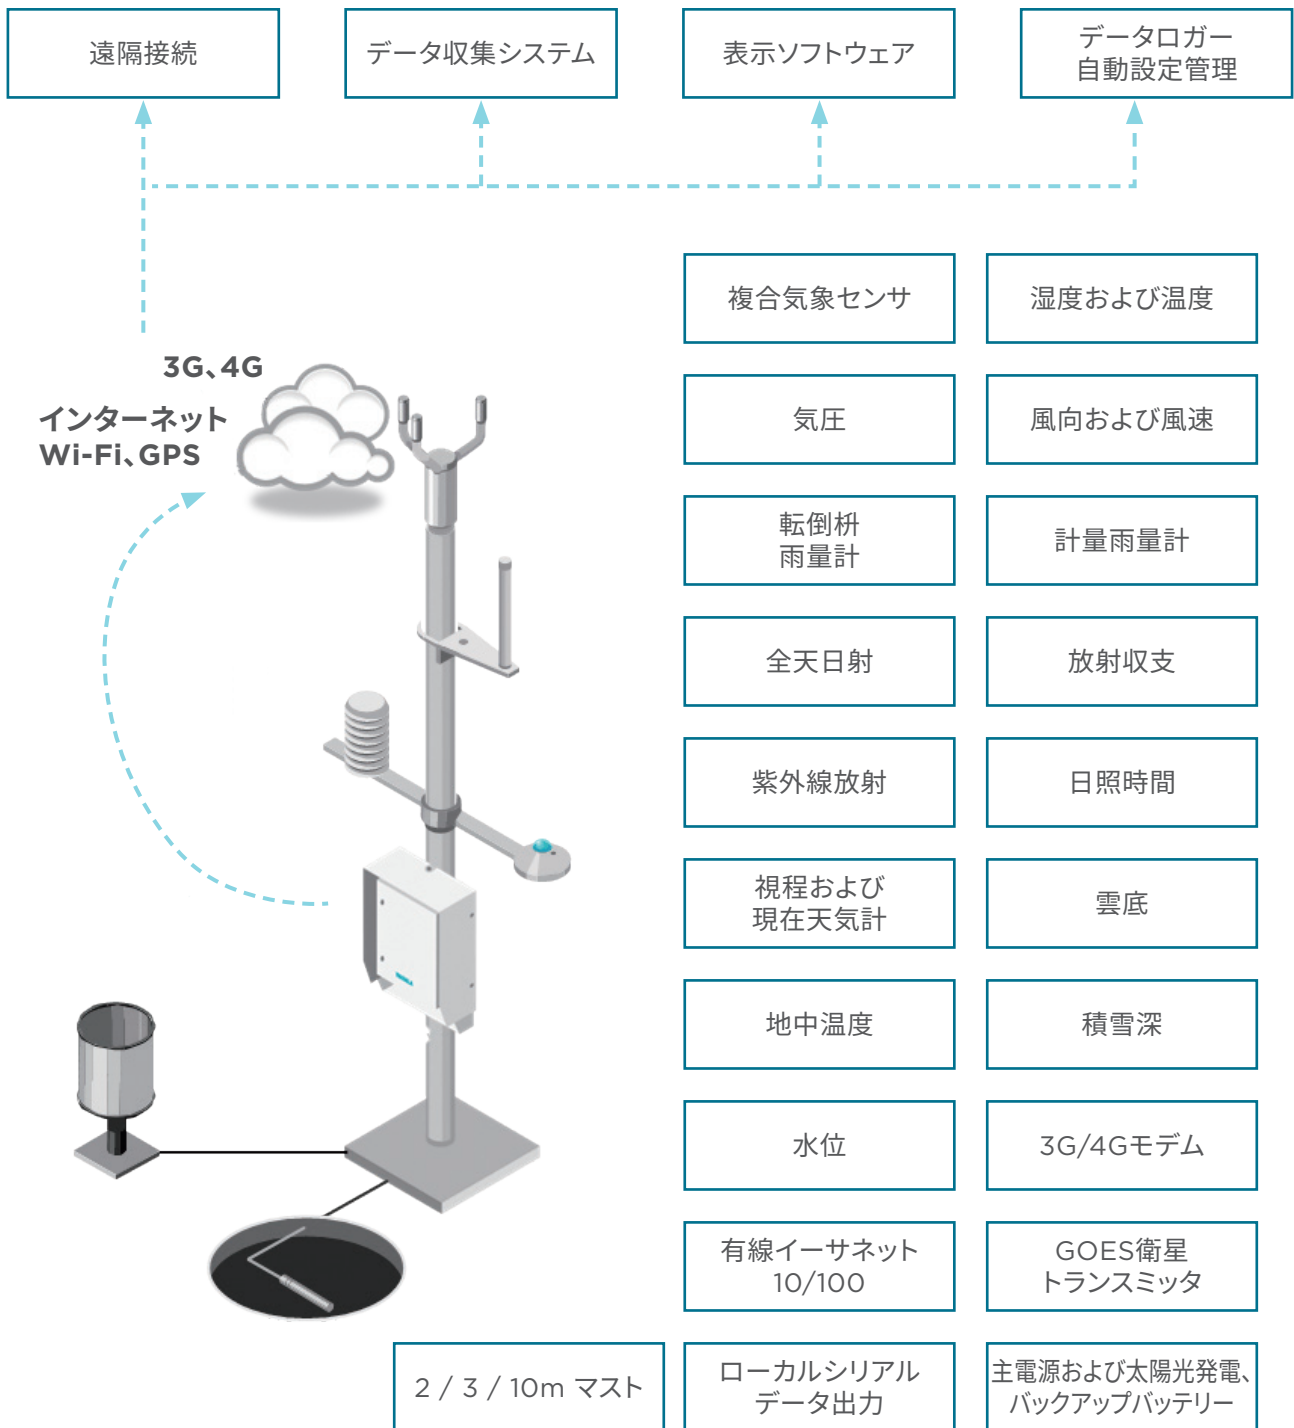 遠隔接続
データ収集システム
表示ソフトウェア
データロガー
自動設定管理
3G、4G
インターネット
Wi-Fi、GPS
複合気象センサ
湿度および温度
気圧
風向および風速
転倒枡
雨量計
計量雨量計
全天日射
放射収支
紫外線放射
日照時間
視程および
現在天気計
雲底
地中温度
積雪深
水位
3G/4Gモデム
有線イーサネット
10/100
GOES衛星
トランスミッタ
2 / 3 / 10m マスト
ローカルシリアル
データ出力
主電源および太陽光発電、
バックアップバッテリー